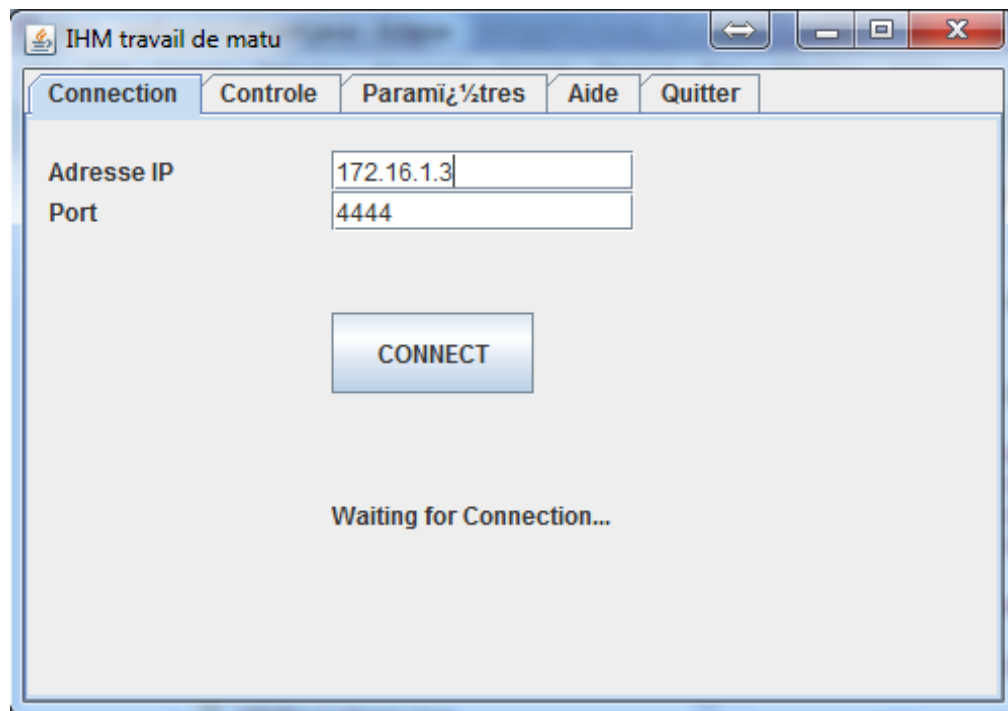 IHM travail de matu
Connection Controle Paramï¿½tres Aide Quitter
Adresse IP 172.16.1.3
Port 4444
CONNECT
Waiting for Connection...